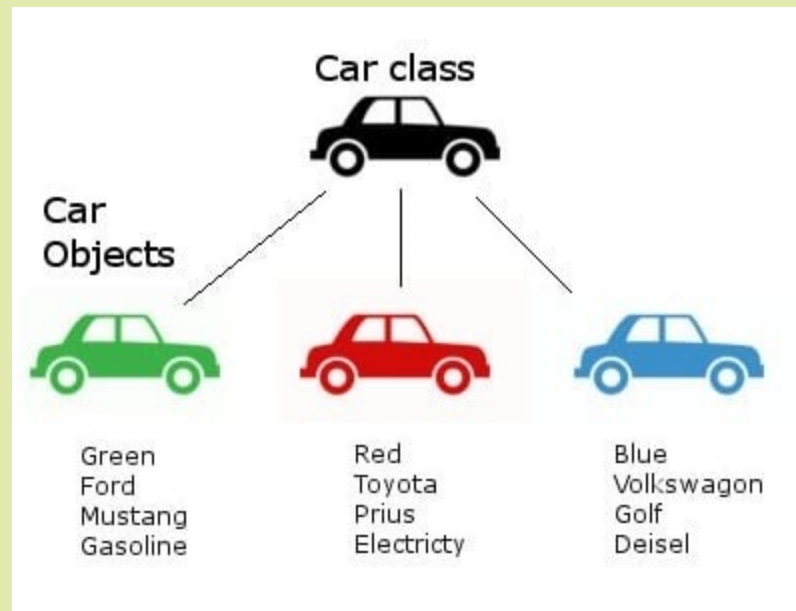 Car class
Car
Objects
Green
Ford
Mustang
Gasoline
Red
Toyota
Prius
Electricty
Blue
Volkswagon
Golf
Deisel